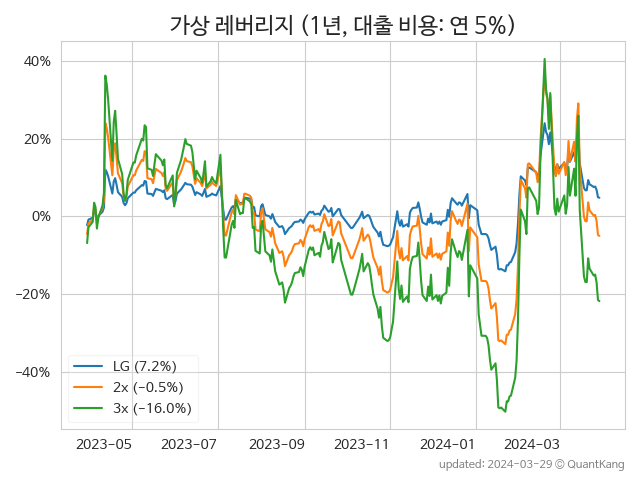 가상 레버리지 (1년, 대출 비용: 연 5%)
40%
20%
0%
−20%
−40%
LG (7.2%)
2x (−0.5%)
3x (−16.0%)
2023-05 2023-07 2023-09 2023-11 2024-01 2024-03
updated: 2024-03-29 © QuantKang